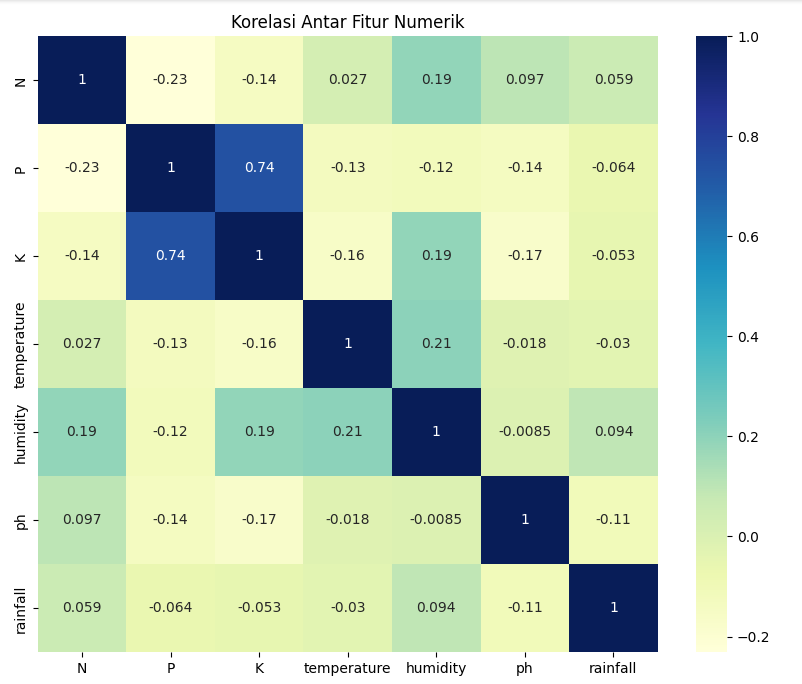 Korelasi Antar Fitur Numerik
N 1 -0.23 -0.14 0.027 0.19 0.097 0.059
P -0.23 1 0.74 -0.13 -0.12 -0.14 -0.064
K -0.14 0.74 1 -0.16 0.19 -0.17 -0.053
temperature 0.027 -0.13 -0.16 1 0.21 -0.018 -0.03
humidity 0.19 -0.12 0.19 0.21 1 -0.0085 0.094
ph 0.097 -0.14 -0.17 -0.018 -0.0085 1 -0.11
rainfall 0.059 -0.064 -0.053 -0.03 0.094 -0.11 1
N P K temperature humidity ph rainfall
1.0
0.8
0.6
0.4
0.2
0.0
−0.2